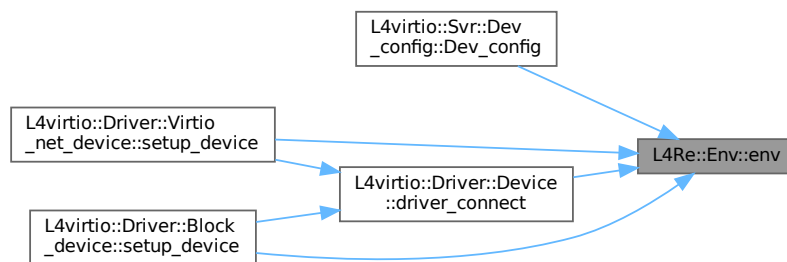 L4virtio::Svr::Dev
_config::Dev_config
L4virtio::Driver::Virtio
_net_device::setup_device
L4Re::Env::env
L4virtio::Driver::Device
::driver_connect
L4virtio::Driver::Block
_device::setup_device